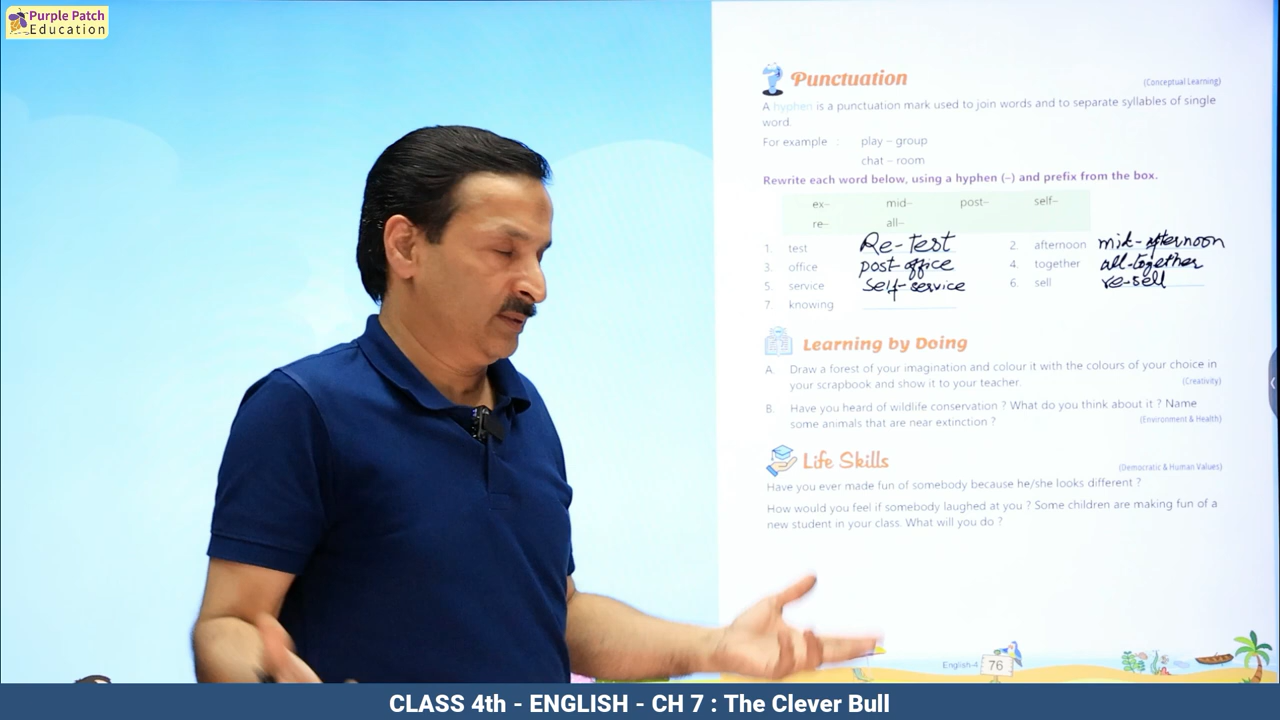 Purple Patch
Education
Punctuation
(Conceptual Learning)
A hyphen is a punctuation mark used to join words and to separate syllables of single
word.
For example : play – group
chat – room
Rewrite each word below, using a hyphen (–) and prefix from the box.
ex– mid– post– self–
re– all–
1. test Re-Test 2. afternoon mid-afternoon
3. office post-office 4. together all-together
5. service Self-service 6. sell re-sell
7. knowing
Learning by Doing
A. Draw a forest of your imagination and colour it with the colours of your choice in
your scrapbook and show it to your teacher. (Creativity)
B. Have you heard of wildlife conservation ? What do you think about it ? Name
some animals that are near extinction ? (Environment & Health)
Life Skills
(Democratic & Human Values)
Have you ever made fun of somebody because he/she looks different ?
How would you feel if somebody laughed at you ? Some children are making fun of a
new student in your class. What will you do ?
English-4 76
CLASS 4th - ENGLISH - CH 7 : The Clever Bull